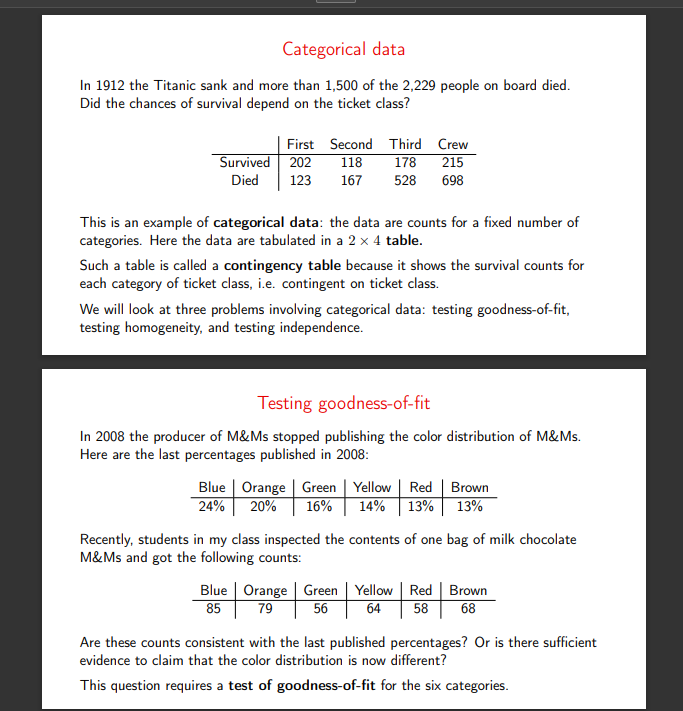 Categorical data
In 1912 the Titanic sank and more than 1,500 of the 2,229 people on board died.
Did the chances of survival depend on the ticket class?
First Second Third Crew
Survived 202 118 178 215
Died 123 167 528 698
This is an example of categorical data: the data are counts for a fixed number of
categories. Here the data are tabulated in a 2 × 4 table.
Such a table is called a contingency table because it shows the survival counts for
each category of ticket class, i.e. contingent on ticket class.
We will look at three problems involving categorical data: testing goodness-of-fit,
testing homogeneity, and testing independence.
Testing goodness-of-fit
In 2008 the producer of M&Ms stopped publishing the color distribution of M&Ms.
Here are the last percentages published in 2008:
Blue Orange Green Yellow Red Brown
24% 20% 16% 14% 13% 13%
Recently, students in my class inspected the contents of one bag of milk chocolate
M&Ms and got the following counts:
Blue Orange Green Yellow Red Brown
85 79 56 64 58 68
Are these counts consistent with the last published percentages? Or is there sufficient
evidence to claim that the color distribution is now different?
This question requires a test of goodness-of-fit for the six categories.